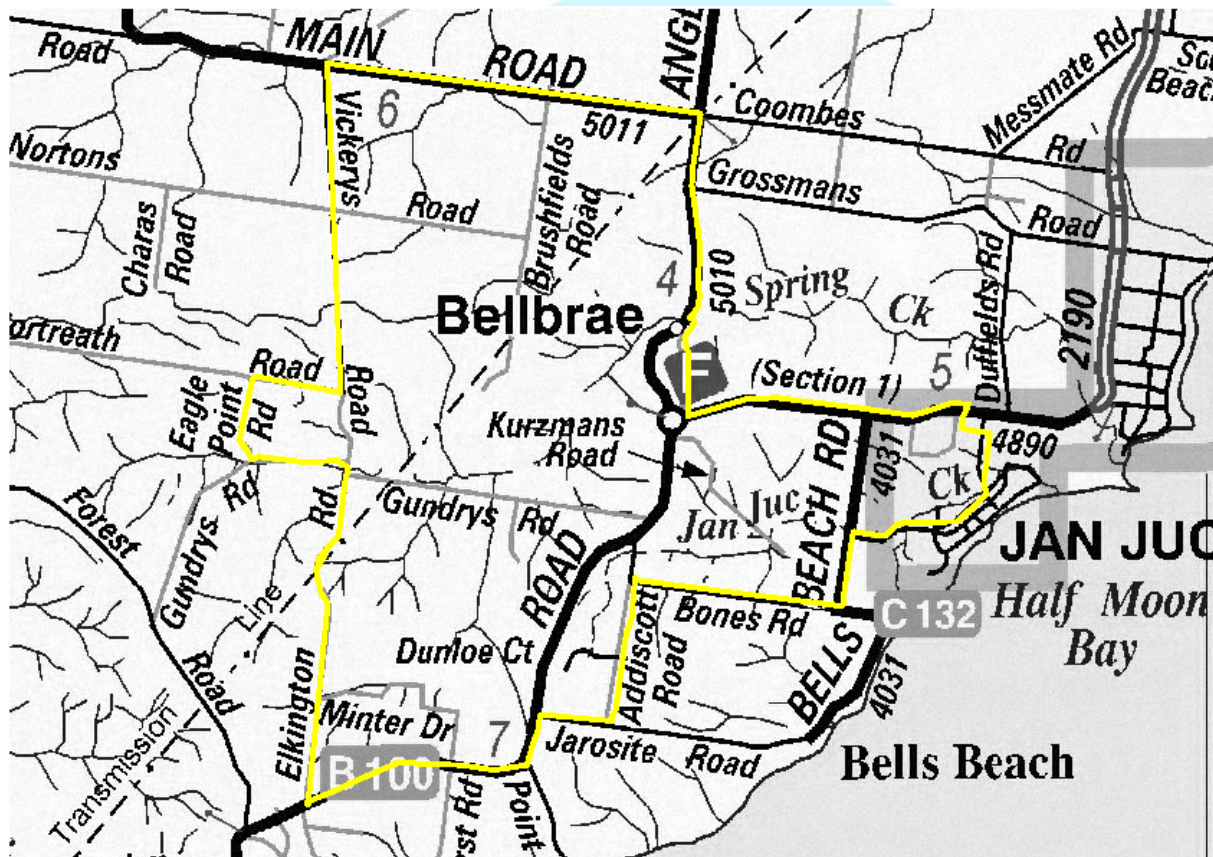 Road
MAIN
ROAD
ANGL
Messmate Rd
Beac
6
5011
Coombes
Rd
Vickerys
Road
Nortons
Road
Brushfields
Road
Grossmans
Road
Charas
Road
4
5010
Spring
Ck
Duffields Rd
2190
Bellbrae
F
(Section 1)
5
ortreath
Road
Eagle
Point
Rd
Kurzmans
Road
BEACH RD
4031
4890
Ck
Gundrys
Rd
Gundrys Rd
Rd
Jan Juc
JAN JUC
Forest
Road
Line
Transmission
ROAD
Bones Rd
C 132
Half Moon
Bay
Dunloe Ct
Addiscott
Road
BELLS
4031
Elkington
Minter Dr
7
Jarosite
Road
B 100
Bells Beach
rst Rd
Point